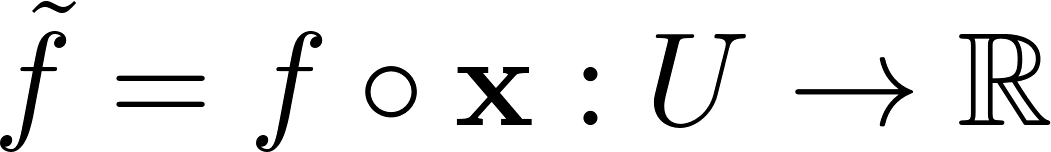 f̃ = f ∘ 𝐱 : U → ℝ